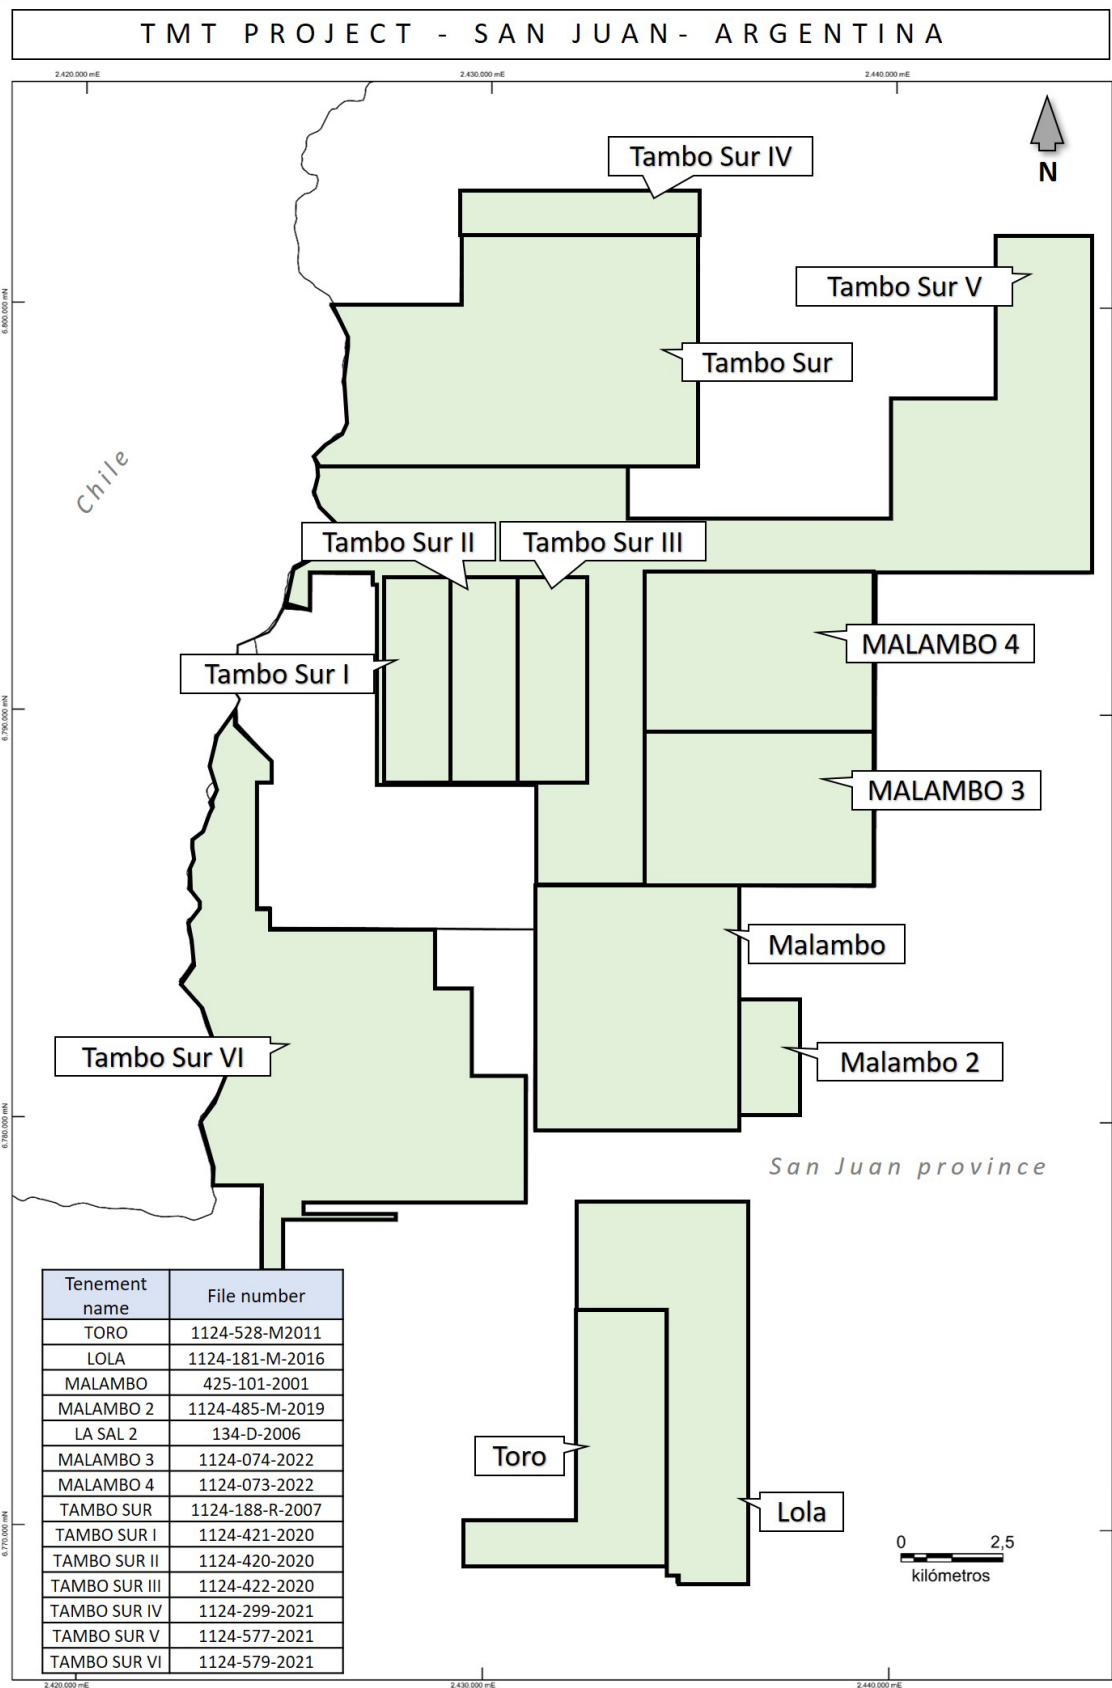 TMT PROJECT - SAN JUAN- ARGENTINA
2.420.000 mE
2.430.000 mE
2.440.000 mE
N
Tambo Sur IV
Tambo Sur V
6.800.000 mN
Tambo Sur
Chile
Tambo Sur II
Tambo Sur III
MALAMBO 4
Tambo Sur I
6.790.000 mN
MALAMBO 3
Malambo
Tambo Sur VI
Malambo 2
6.780.000 mN
San Juan province
Tenement name File number
TORO 1124-528-M2011
LOLA 1124-181-M-2016
MALAMBO 425-101-2001
MALAMBO 2 1124-485-M-2019
LA SAL 2 134-D-2006
MALAMBO 3 1124-074-2022
MALAMBO 4 1124-073-2022
TAMBO SUR 1124-188-R-2007
TAMBO SUR I 1124-421-2020
TAMBO SUR II 1124-420-2020
TAMBO SUR III 1124-422-2020
TAMBO SUR IV 1124-299-2021
TAMBO SUR V 1124-577-2021
TAMBO SUR VI 1124-579-2021
Toro
Lola
6.770.000 mN
0 2,5
kilómetros
2.420.000 mE
2.430.000 mE
2.440.000 mE